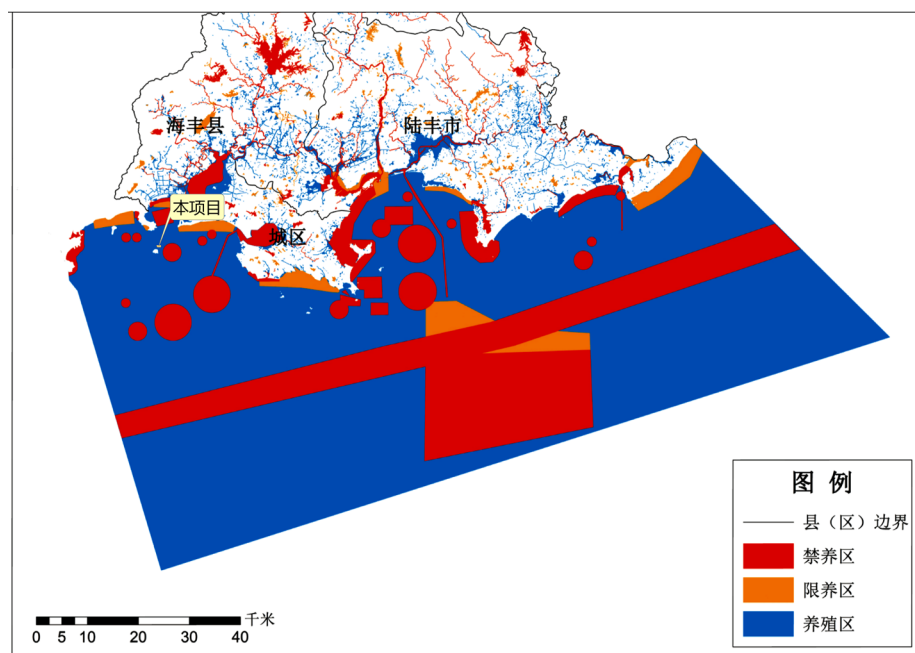 海丰县
陆丰市
本项目
城区
图 例
县（区）边界
禁养区
限养区
养殖区
0 5 10 20 30 40 千米